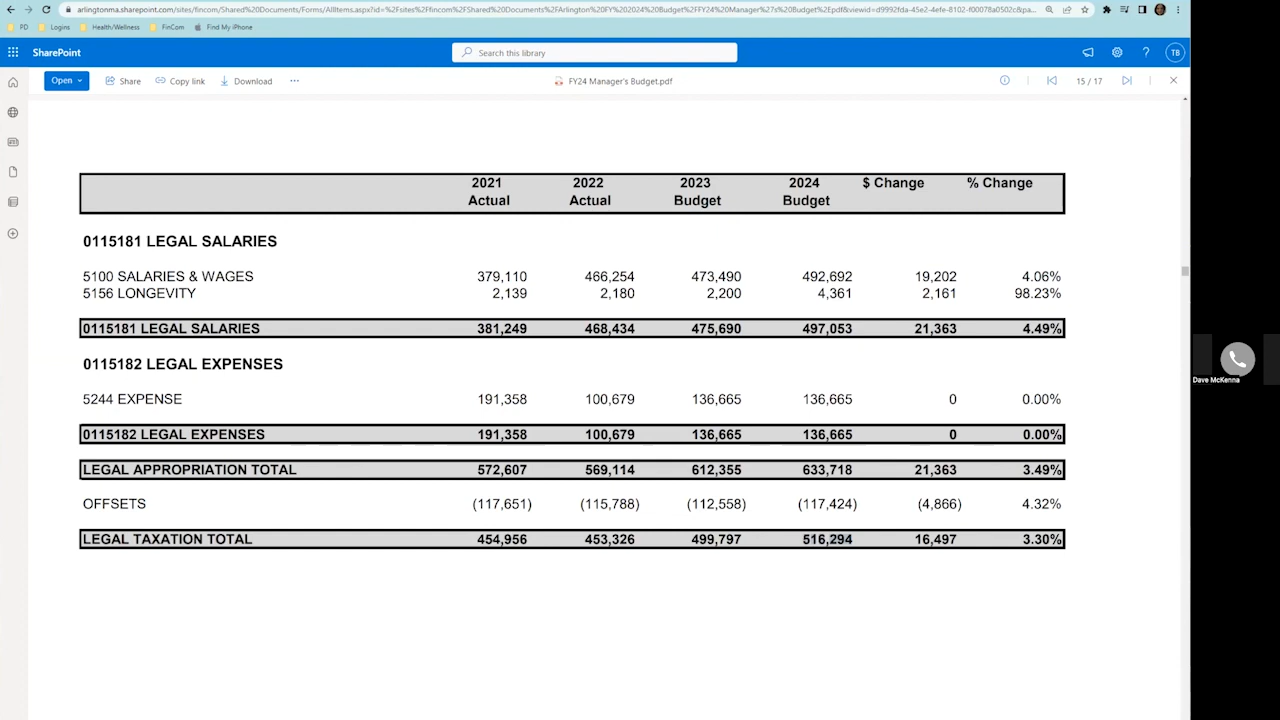 arlingtonma.sharepoint.com/sites/fincom/Shared%20Documents/Forms/AllItems.aspx?id=%2Fsites%2Ffincom%2FShared%20Documents%2FArlington%20FY%202024%20Budget%2FFY24%20Manager%27s%20Budget%2Epdf&viewid=d9992fda-45e2-4efe-8102-f00078a0502c&pa...
PD Logins Health/Wellness FinCom Find My iPhone
SharePoint Search this library ? TB
Open Share Copy link Download ... FY24 Manager's Budget.pdf 15 / 17
2021 2022 2023 2024 $ Change % Change
Actual Actual Budget Budget
0115181 LEGAL SALARIES
5100 SALARIES & WAGES 379,110 466,254 473,490 492,692 19,202 4.06%
5156 LONGEVITY 2,139 2,180 2,200 4,361 2,161 98.23%
0115181 LEGAL SALARIES 381,249 468,434 475,690 497,053 21,363 4.49%
0115182 LEGAL EXPENSES
Dave McKenna
5244 EXPENSE 191,358 100,679 136,665 136,665 0 0.00%
0115182 LEGAL EXPENSES 191,358 100,679 136,665 136,665 0 0.00%
LEGAL APPROPRIATION TOTAL 572,607 569,114 612,355 633,718 21,363 3.49%
OFFSETS (117,651) (115,788) (112,558) (117,424) (4,866) 4.32%
LEGAL TAXATION TOTAL 454,956 453,326 499,797 516,294 16,497 3.30%